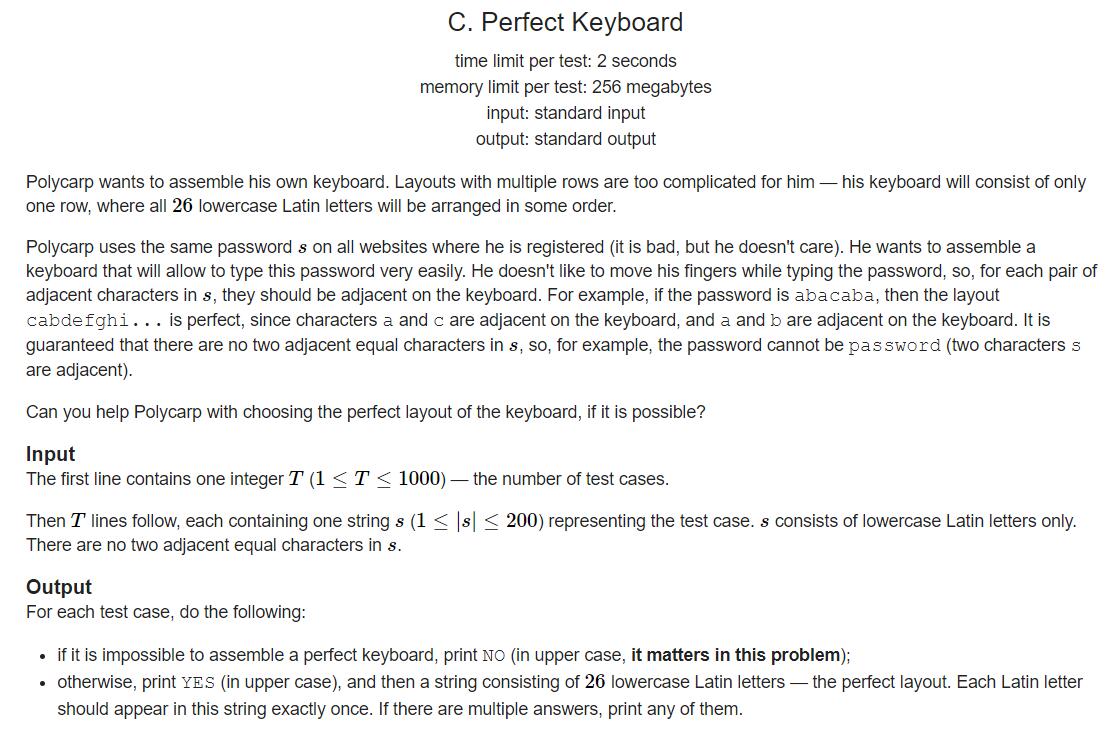 C. Perfect Keyboard
time limit per test: 2 seconds
memory limit per test: 256 megabytes
input: standard input
output: standard output
Polycarp wants to assemble his own keyboard. Layouts with multiple rows are too complicated for him — his keyboard will consist of only
one row, where all 26 lowercase Latin letters will be arranged in some order.
Polycarp uses the same password s on all websites where he is registered (it is bad, but he doesn't care). He wants to assemble a
keyboard that will allow to type this password very easily. He doesn't like to move his fingers while typing the password, so, for each pair of
adjacent characters in s, they should be adjacent on the keyboard. For example, if the password is abacaba, then the layout
cabdefghi... is perfect, since characters a and c are adjacent on the keyboard, and a and b are adjacent on the keyboard. It is
guaranteed that there are no two adjacent equal characters in s, so, for example, the password cannot be password (two characters s
are adjacent).
Can you help Polycarp with choosing the perfect layout of the keyboard, if it is possible?
Input
The first line contains one integer T (1 ≤ T ≤ 1000) — the number of test cases.
Then T lines follow, each containing one string s (1 ≤ |s| ≤ 200) representing the test case. s consists of lowercase Latin letters only.
There are no two adjacent equal characters in s.
Output
For each test case, do the following:
• if it is impossible to assemble a perfect keyboard, print NO (in upper case, it matters in this problem);
• otherwise, print YES (in upper case), and then a string consisting of 26 lowercase Latin letters — the perfect layout. Each Latin letter
should appear in this string exactly once. If there are multiple answers, print any of them.